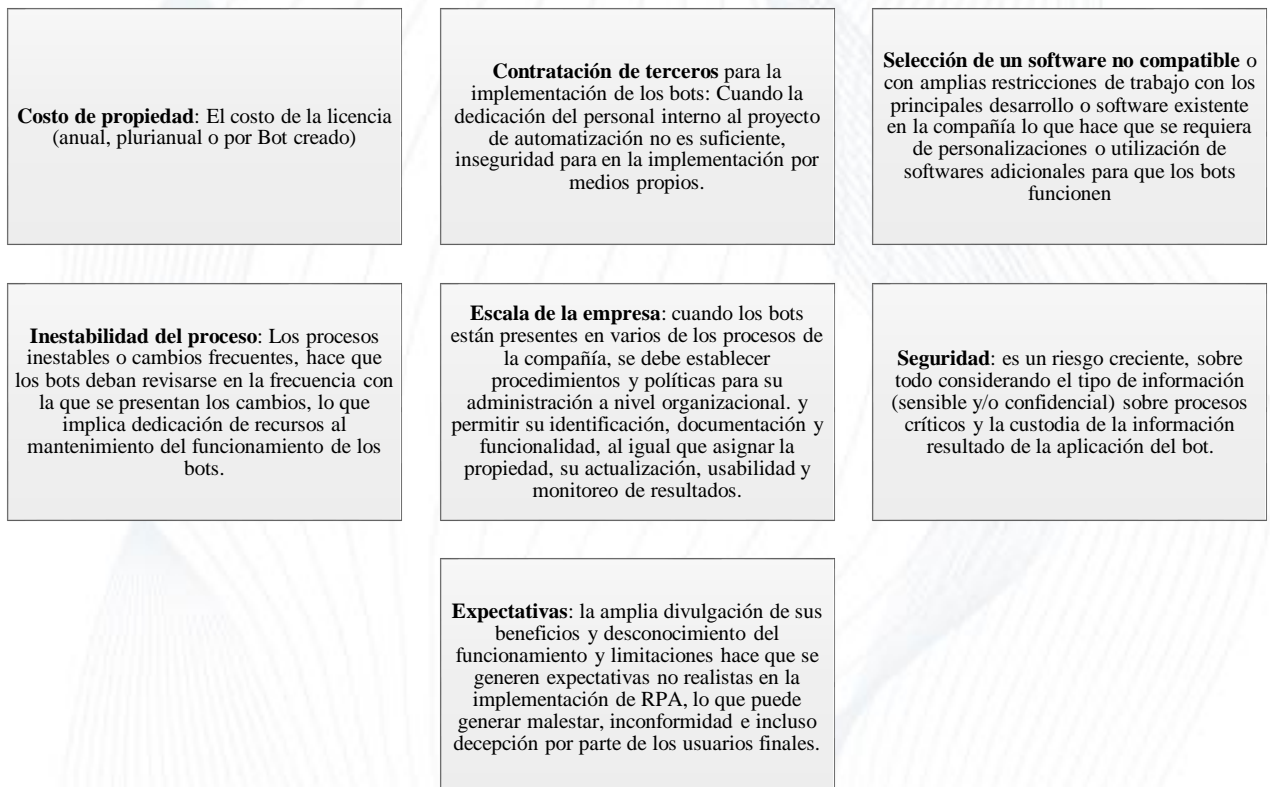 Costo de propiedad: El costo de la licencia
(anual, plurianual o por Bot creado)
Contratación de terceros para la
implementación de los bots: Cuando la
dedicación del personal interno al proyecto
de automatización no es suficiente,
inseguridad para en la implementación por
medios propios.
Selección de un software no compatible o
con amplias restricciones de trabajo con los
principales desarrollo o software existente
en la compañía lo que hace que se requiera
de personalizaciones o utilización de
softwares adicionales para que los bots
funcionen
Inestabilidad del proceso: Los procesos
inestables o cambios frecuentes, hace que
los bots deban revisarse en la frecuencia con
la que se presentan los cambios, lo que
implica dedicación de recursos al
mantenimiento del funcionamiento de los
bots.
Escala de la empresa: cuando los bots
están presentes en varios de los procesos de
la compañía, se debe establecer
procedimientos y políticas para su
administración a nivel organizacional. y
permitir su identificación, documentación y
funcionalidad, al igual que asignar la
propiedad, su actualización, usabilidad y
monitoreo de resultados.
Seguridad: es un riesgo creciente, sobre
todo considerando el tipo de información
(sensible y/o confidencial) sobre procesos
críticos y la custodia de la información
resultado de la aplicación del bot.
Expectativas: la amplia divulgación de sus
beneficios y desconocimiento del
funcionamiento y limitaciones hace que se
generen expectativas no realistas en la
implementación de RPA, lo que puede
generar malestar, inconformidad e incluso
decepción por parte de los usuarios finales.